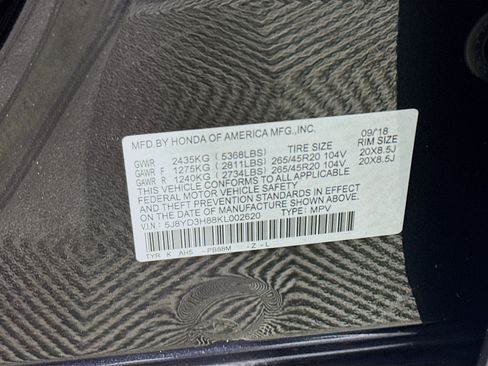 MFD.BY HONDA OF AMERICA MFG.,INC. 09/'18
TIRE SIZE RIM SIZE
GVWR 2435KG ( 5368LBS)
GAWR F 1275KG ( 2811LBS) 265/45R20 104V 20X8.5J
GAWR R 1240KG ( 2734LBS) 265/45R20 104V 20X8.5J
THIS VEHICLE CONFORMS TO ALL APPLICABLE
FEDERAL MOTOR VEHICLE SAFETY
AND THEFT PREVENTION STANDARDS IN EFFECT
ON DATE OF MANUFACTURE SHOWN ABOVE.
V.I.N.: 5J8YD3H88KL002620 TYPE: MPV
TYR K AH5 - PB88M - Z - L